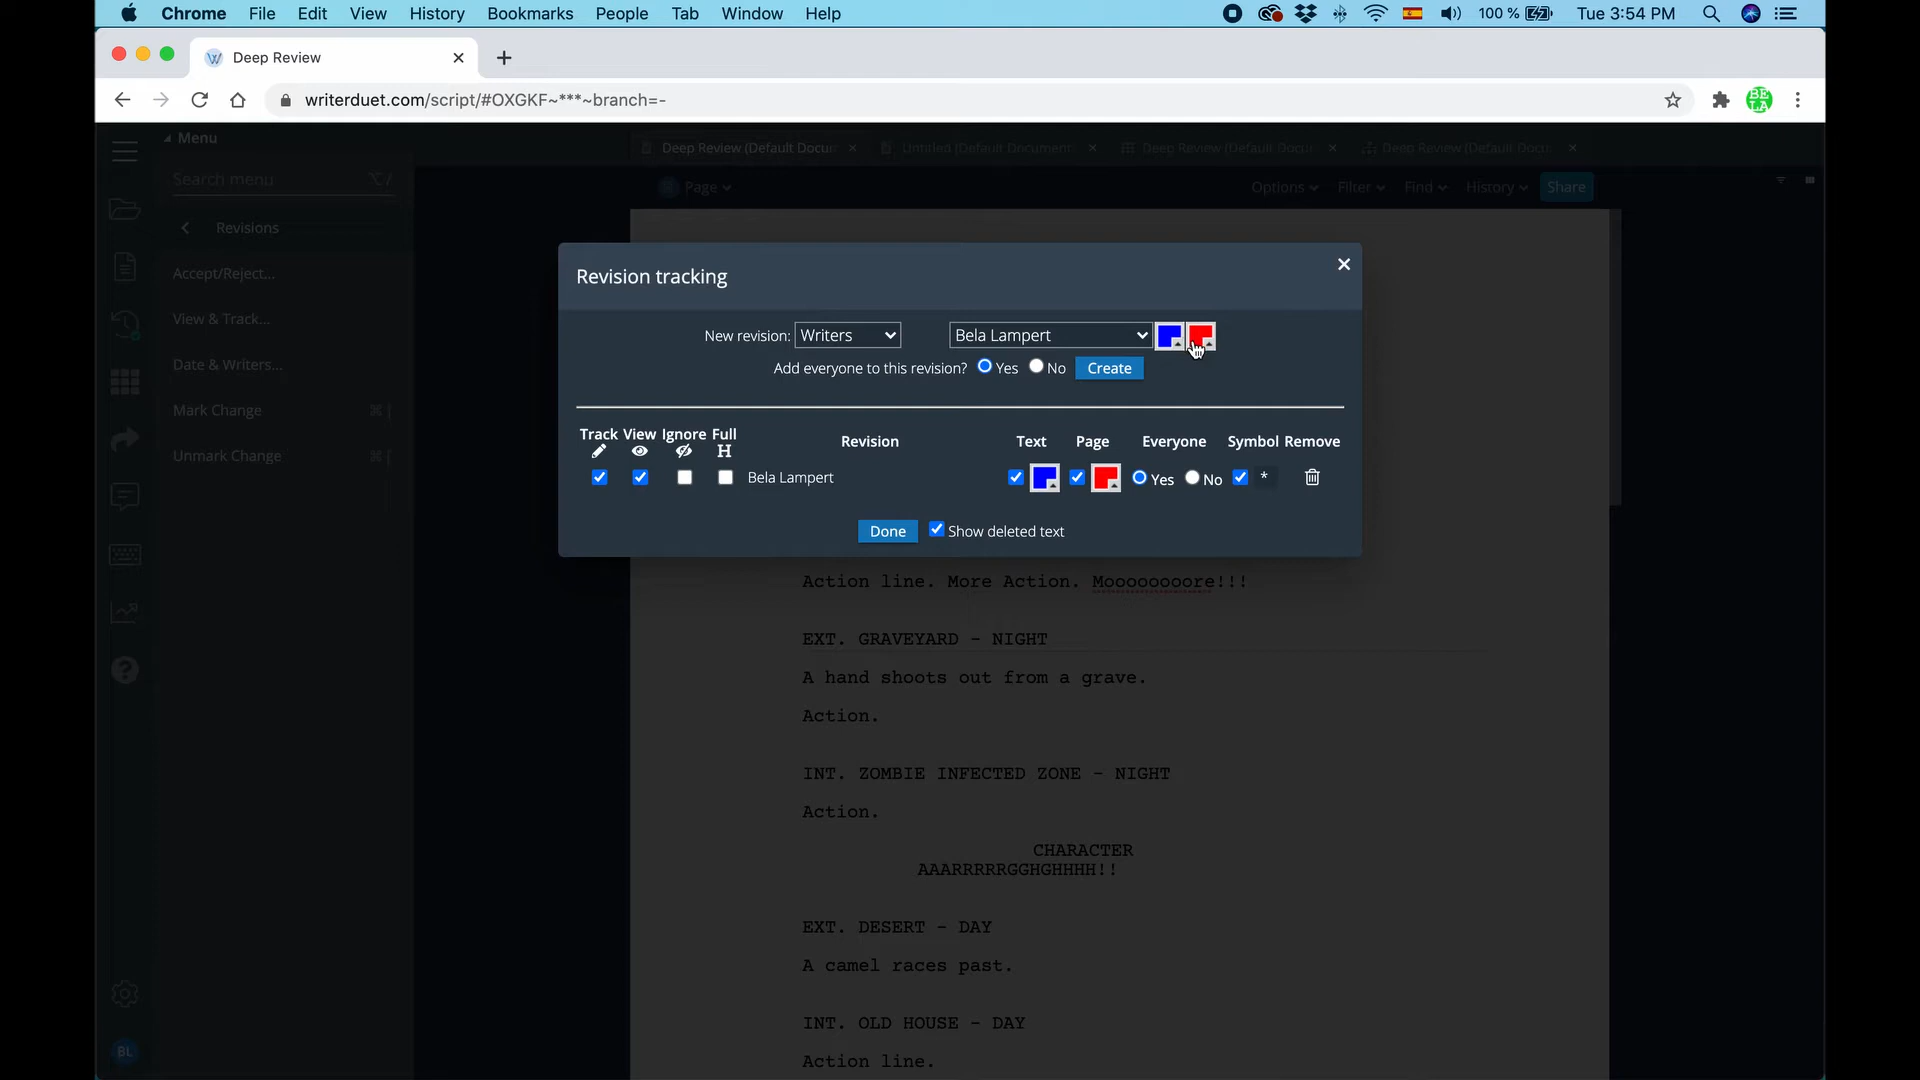 Chrome File Edit View History Bookmarks People Tab Window Help 100 % Tue 3:54 PM
Deep Review
writerduet.com/script/#OXGKF~***~branch=-
BE
LA
Menu
Deep Review (Default Docur Untitled (Default Document Deep Review (Default Docu Deep Review (Default Docu
Search menu
Page Options Filter Find History Share
Revisions
Accept/Reject...
View & Track...
Date & Writers...
Mark Change
Unmark Change
Revision tracking
New revision: Writers Bela Lampert
Add everyone to this revision? Yes No Create
Track View Ignore Full Revision Text Page Everyone Symbol Remove
H
Bela Lampert Yes No *
Done Show deleted text
Action line. More Action. Moooooooore!!!
EXT. GRAVEYARD - NIGHT
A hand shoots out from a grave.
Action.
INT. ZOMBIE INFECTED ZONE - NIGHT
Action.
CHARACTER
AAARRRRRGGHGHHHH!!
EXT. DESERT - DAY
A camel races past.
INT. OLD HOUSE - DAY
Action line.
BL